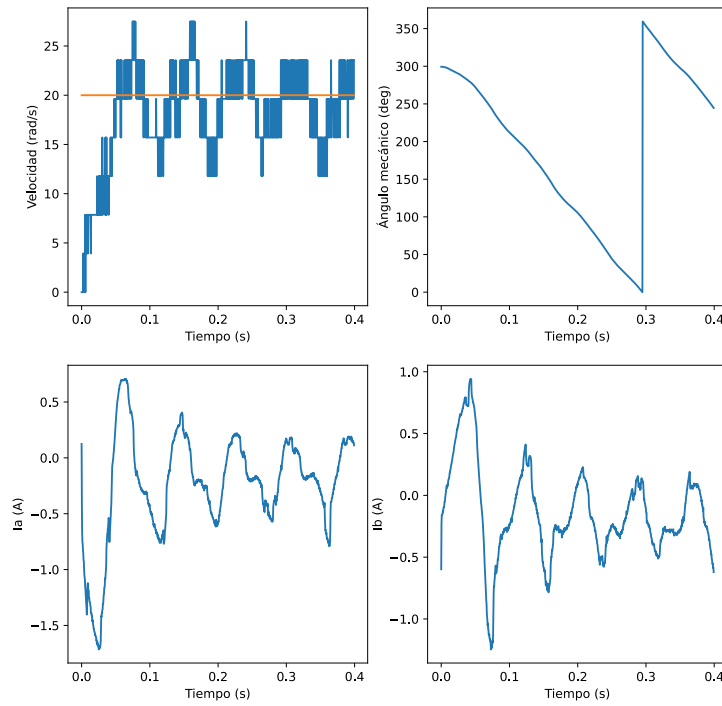 25
20
15
10
5
0
Velocidad (rad/s)
0.0 0.1 0.2 0.3 0.4
Tiempo (s)
350
300
250
200
150
100
50
0
Ángulo mecánico (deg)
0.0 0.1 0.2 0.3 0.4
Tiempo (s)
0.5
0.0
−0.5
−1.0
−1.5
Ia (A)
0.0 0.1 0.2 0.3 0.4
Tiempo (s)
1.0
0.5
0.0
−0.5
−1.0
Ib (A)
0.0 0.1 0.2 0.3 0.4
Tiempo (s)